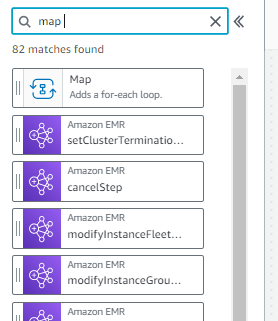 map
82 matches found
Map
Adds a for-each loop.
Amazon EMR
setClusterterminatio...
Amazon EMR
cancelStep
Amazon EMR
modifyInstanceFleet...
Amazon EMR
modifyInstanceGrou...
Amazon EMR